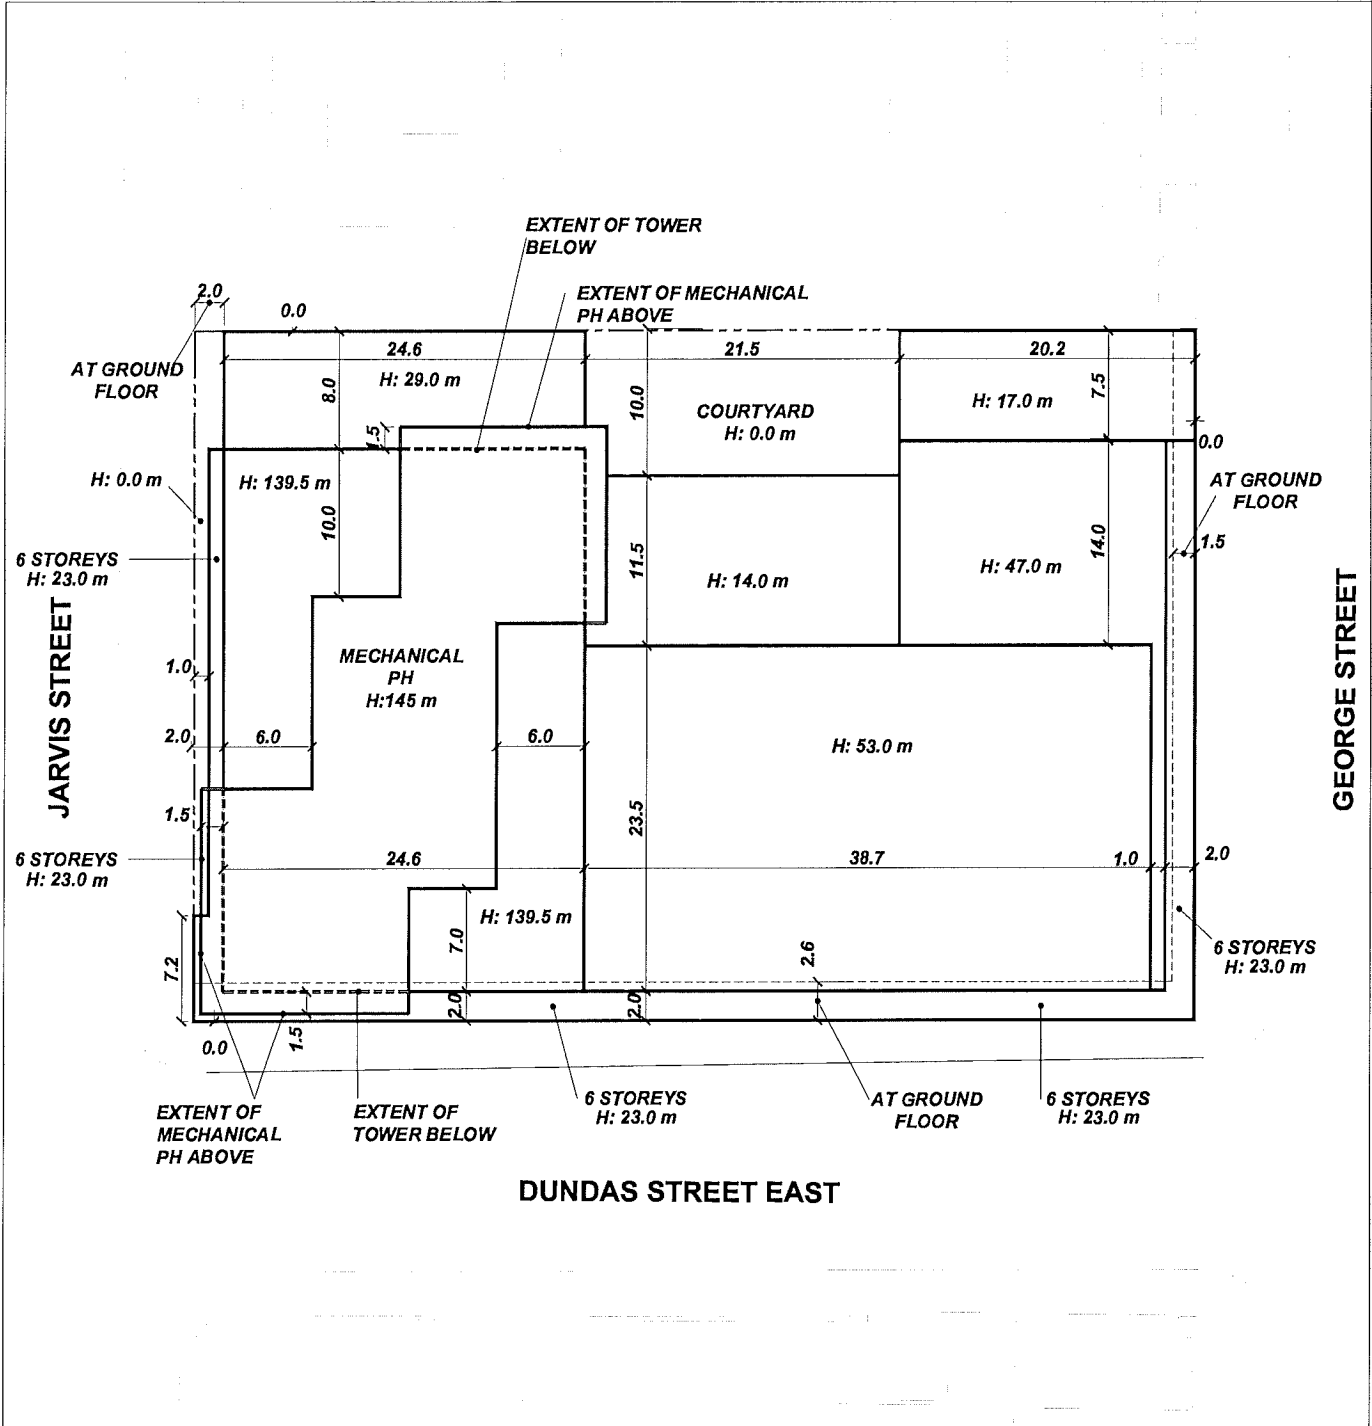 EXTENT OF TOWER
BELOW
EXTENT OF MECHANICAL
PH ABOVE
2.0
0.0
24.6
21.5
20.2
AT GROUND
FLOOR
8.0
H: 29.0 m
10.0
COURTYARD
H: 0.0 m
H: 17.0 m
7.5
1.5
0.0
H: 0.0 m
H: 139.5 m
10.0
AT GROUND
FLOOR
1.5
6 STOREYS
H: 23.0 m
11.5
H: 14.0 m
H: 47.0 m
14.0
JARVIS STREET
GEORGE STREET
MECHANICAL
PH
H:145 m
1.0
2.0
6.0
6.0
H: 53.0 m
1.5
23.5
6 STOREYS
H: 23.0 m
24.6
38.7
1.0
2.0
H: 139.5 m
7.0
7.2
2.6
6 STOREYS
H: 23.0 m
2.0
2.0
0.0
1.5
EXTENT OF
MECHANICAL
PH ABOVE
EXTENT OF
TOWER BELOW
6 STOREYS
H: 23.0 m
AT GROUND
FLOOR
6 STOREYS
H: 23.0 m
DUNDAS STREET EAST